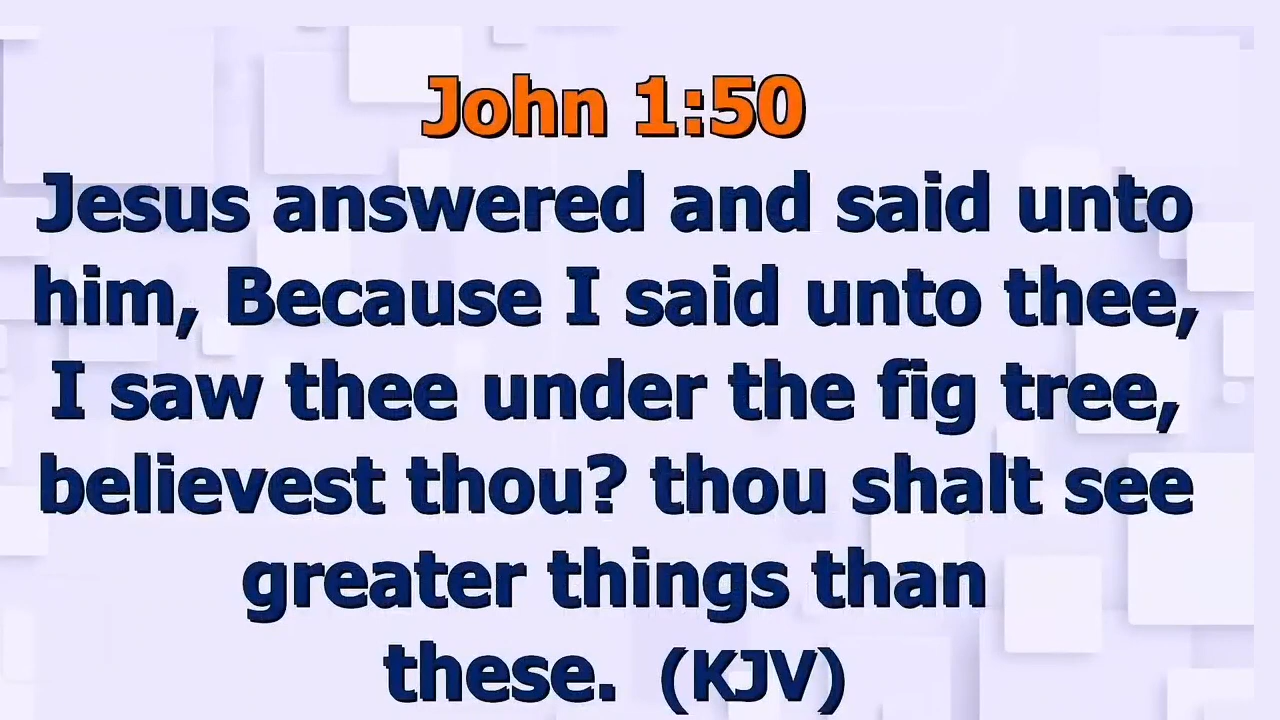 John 1:50
Jesus answered and said unto
him, Because I said unto thee,
I saw thee under the fig tree,
believest thou? thou shalt see
greater things than
these. (KJV)